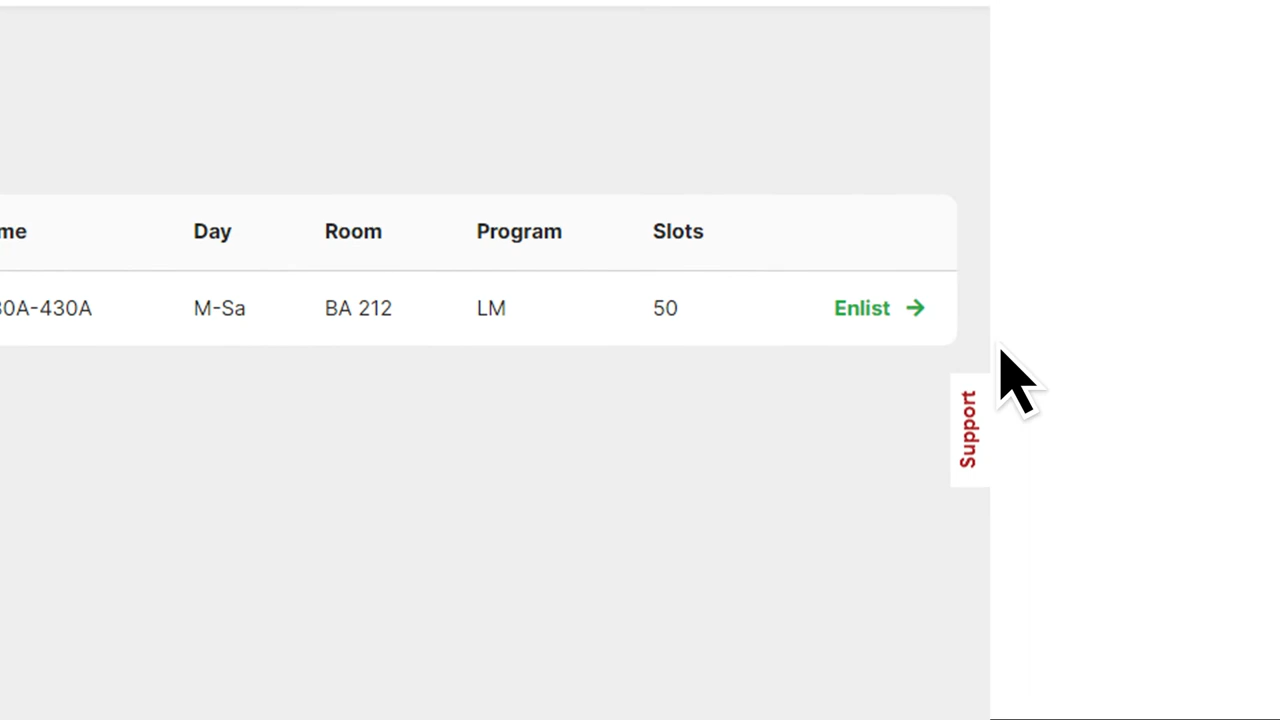 me Day Room Program Slots
30A-430A M-Sa BA 212 LM 50 Enlist →
Support